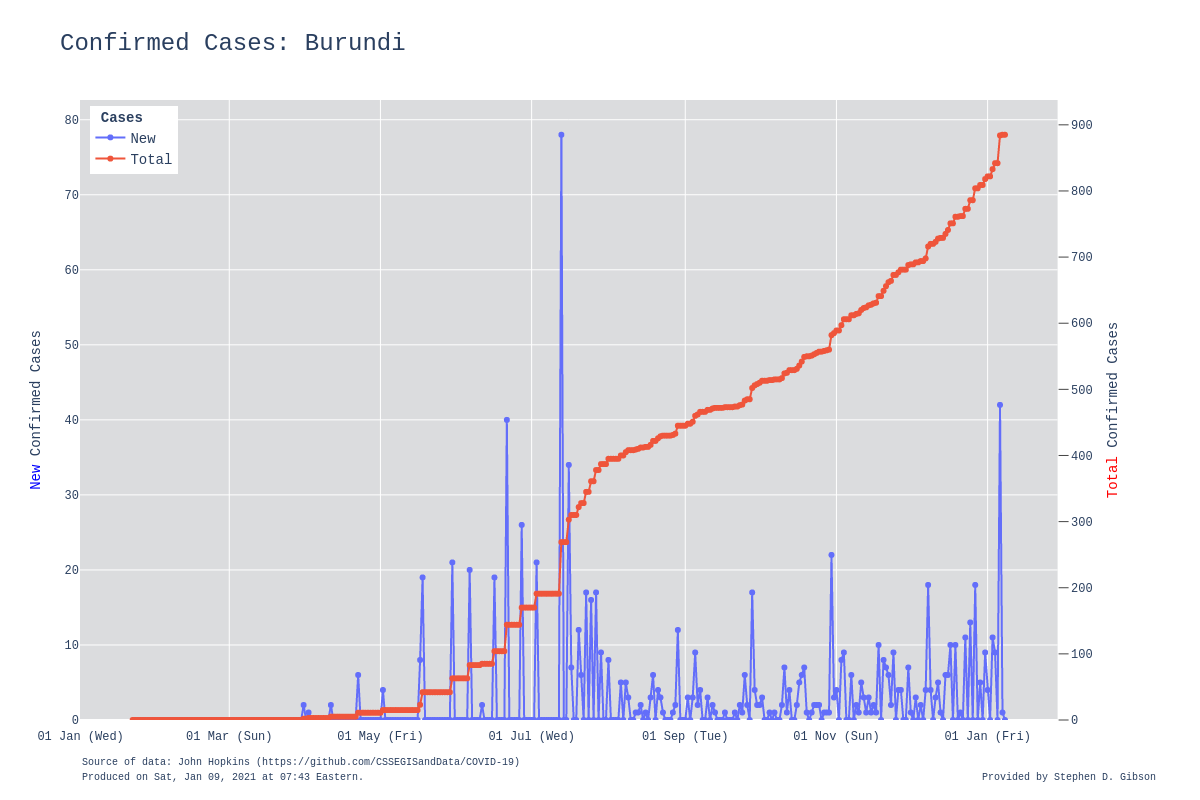 Confirmed Cases: Burundi
Cases
New
Total
80
70
60
50
40
30
20
10
0
900
800
700
600
500
400
300
200
100
0
New Confirmed Cases
Total Confirmed Cases
01 Jan (Wed) 01 Mar (Sun) 01 May (Fri) 01 Jul (Wed) 01 Sep (Tue) 01 Nov (Sun) 01 Jan (Fri)
Source of data: John Hopkins (https://github.com/CSSEGISandData/COVID-19)
Produced on Sat, Jan 09, 2021 at 07:43 Eastern.
Provided by Stephen D. Gibson